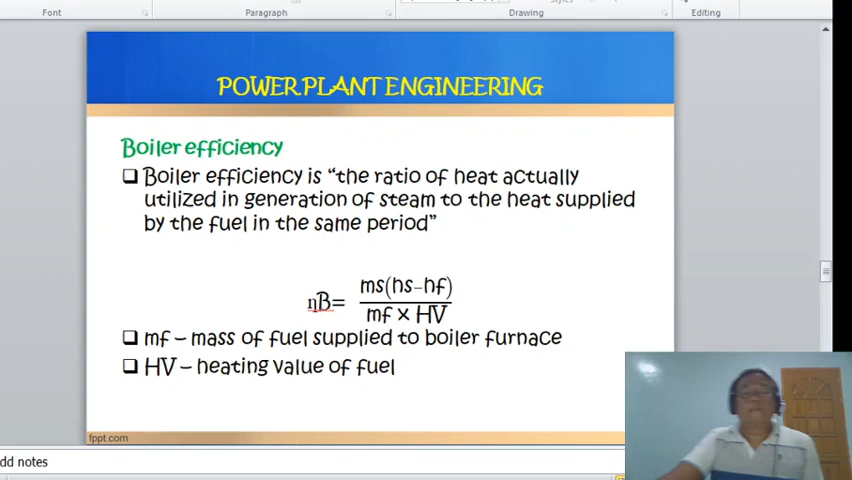 Font
Paragraph
Drawing
Editing
POWER PLANT ENGINEERING
Boiler efficiency
Boiler efficiency is “the ratio of heat actually
utilized in generation of steam to the heat supplied
by the fuel in the same period”
ηB= ms(hs-hf)
mf x HV
mf – mass of fuel supplied to boiler furnace
HV – heating value of fuel
fppt.com
dd notes